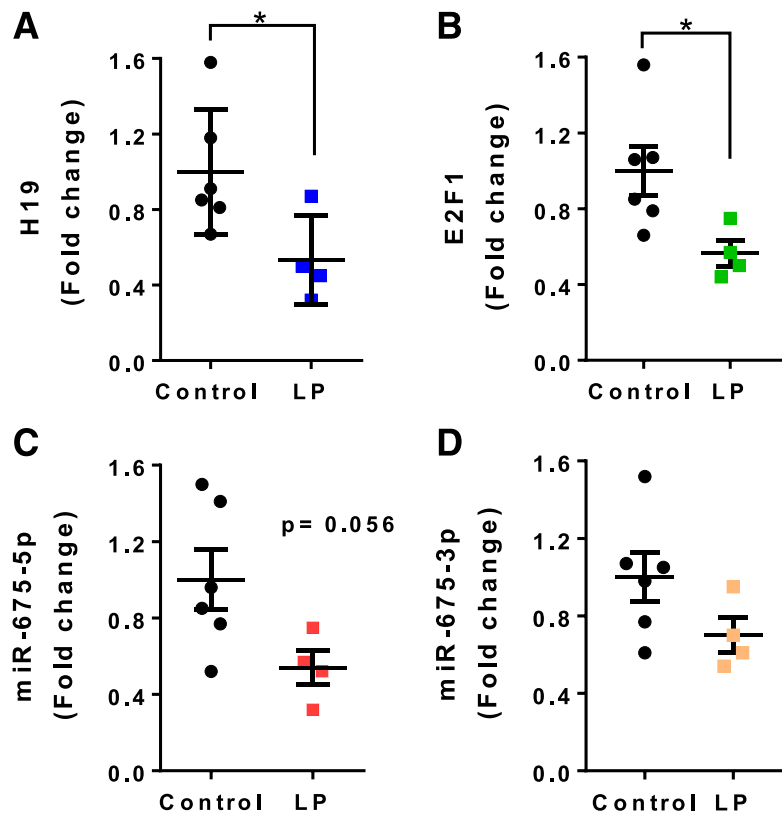 A
*
H19
(Fold change)
1.6
1.2
0.8
0.4
0.0
Control LP
B
*
E2F1
(Fold change)
1.6
1.2
0.8
0.4
0.0
Control LP
C
p= 0.056
miR-675-5p
(Fold change)
1.6
1.2
0.8
0.4
0.0
Control LP
D
miR-675-3p
(Fold change)
1.6
1.2
0.8
0.4
0.0
Control LP